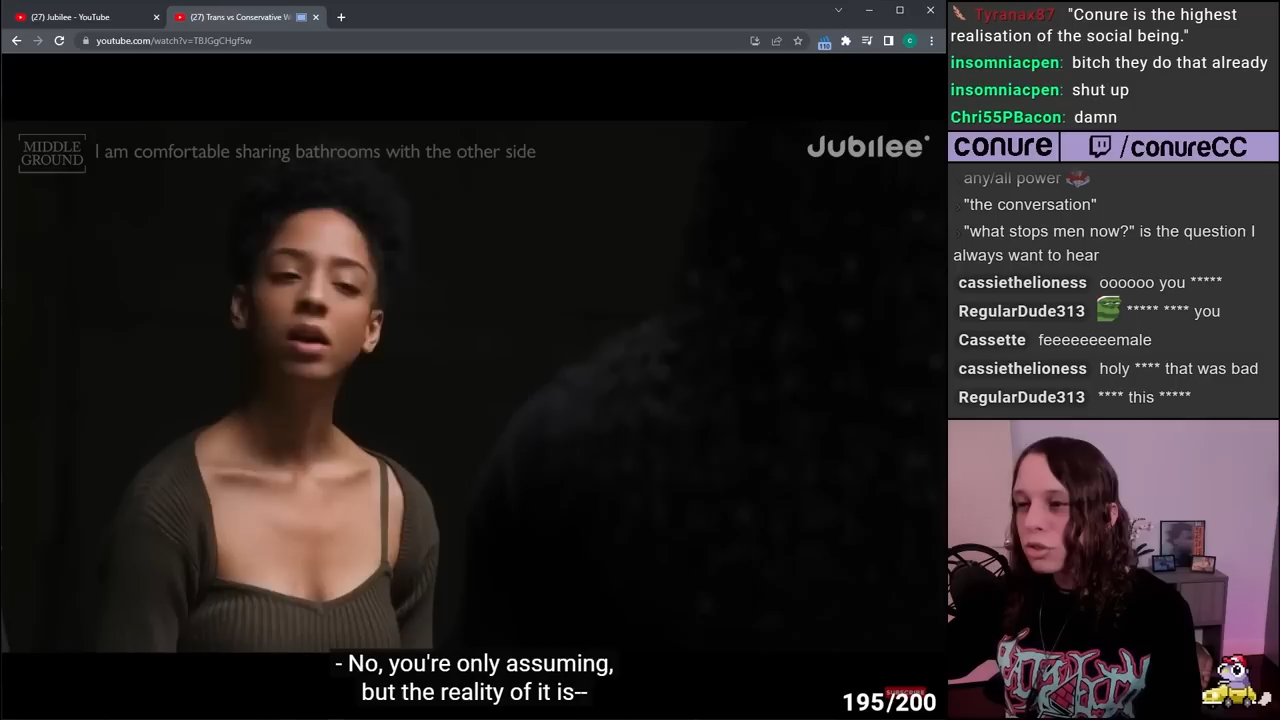 (27) Jubilee - YouTube
(27) Trans vs Conservative W
youtube.com/watch?v=TBJGgCHgf5w
MIDDLE
GROUND
I am comfortable sharing bathrooms with the other side
Jubilee
- No, you're only assuming,
but the reality of it is--
SUBSCRIBE
195/200
Tyranax87 "Conure is the highest
realisation of the social being."
insomniacpen: bitch they do that already
insomniacpen: shut up
Chri55PBacon: damn
conure /conureCC
any/all power
"the conversation"
"what stops men now?" is the question I
always want to hear
cassiethelioness oooooo you *****
RegularDude313 ***** **** you
Cassette feeeeeeeemale
cassiethelioness holy **** that was bad
RegularDude313 **** this *****